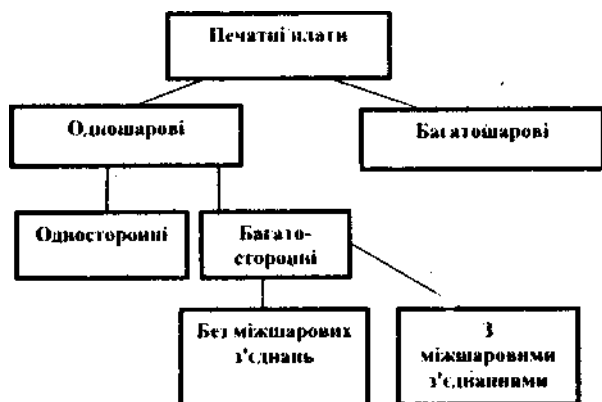 Печатні плати
Одношарові
Багатошарові
Односторонні
Багато-
сторонні
Без міжшарових
з'єднань
З
міжшаровими
з'єднаннями